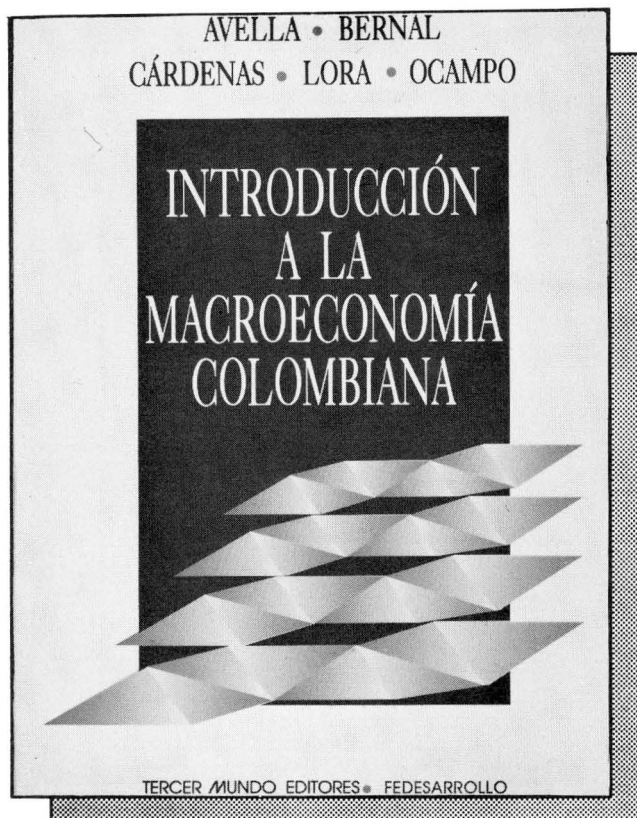 AVELLA • BERNAL
CÁRDENAS • LORA • OCAMPO
INTRODUCCIÓN
A LA
MACROECONOMÍA
COLOMBIANA
TERCER MUNDO EDITORES • FEDESARROLLO